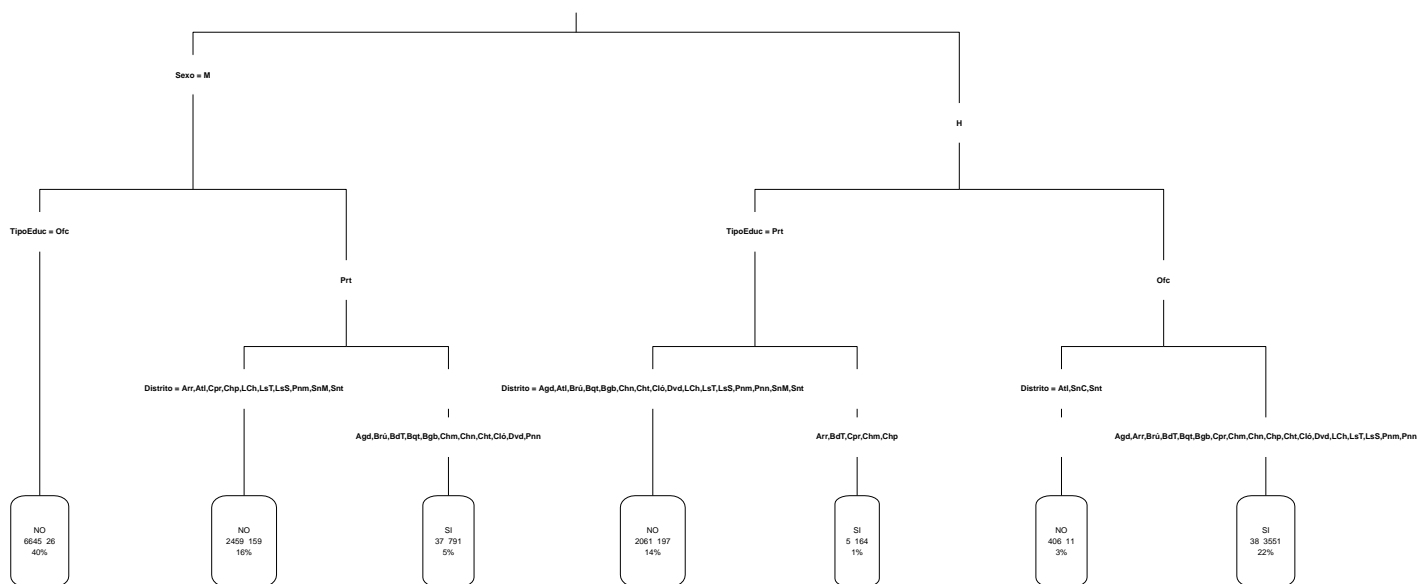 Sexo = M
H
TipoEduc = Ofc
TipoEduc = Prt
Prt
Ofc
Distrito = Arr,Atl,Cpr,Chp,LCh,LsT,LsS,Pnm,SnM,Snt
Distrito = Agd,Atl,Brú,Bqt,Bgb,Chn,Cht,Cló,Dvd,LCh,LsT,LsS,Pnm,Pnn,SnM,Snt
Distrito = Atl,SnC,Snt
Agd,Brú,BdT,Bqt,Bgb,Chm,Chn,Cht,Cló,Dvd,Pnn
Arr,BdT,Cpr,Chm,Chp
Agd,Arr,Brú,BdT,Bqt,Bgb,Cpr,Chm,Chn,Chp,Cht,Cló,Dvd,LCh,LsT,LsS,Pnm,Pnn
NO
6645 26
40%
NO
2459 159
16%
SI
37 791
5%
NO
2061 197
14%
SI
5 164
1%
NO
406 11
3%
SI
38 3551
22%